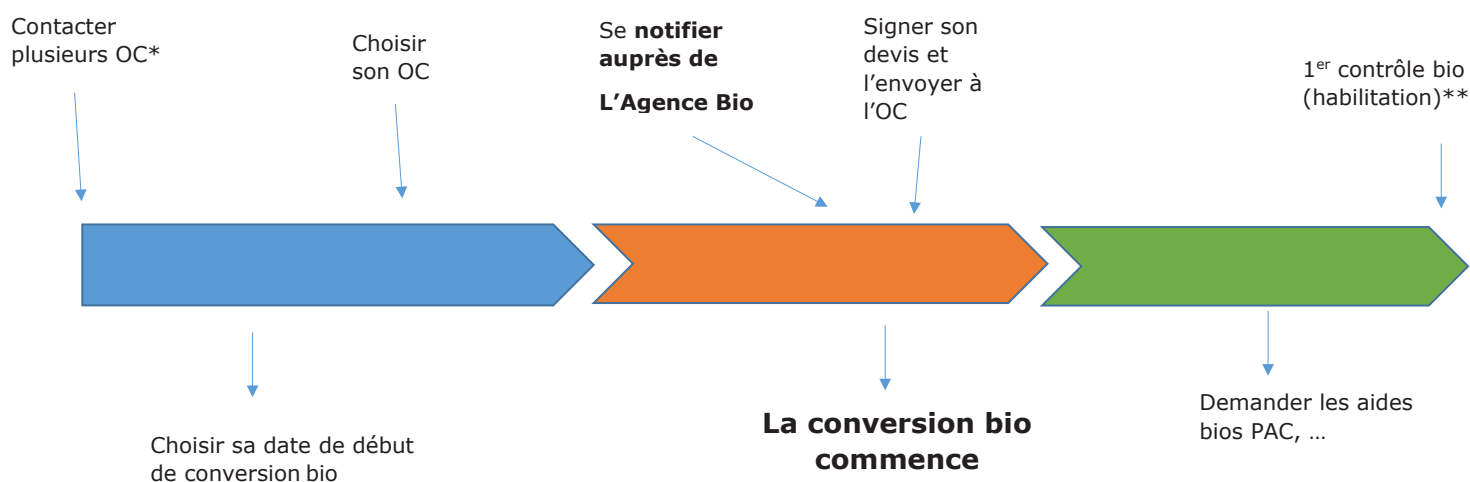 Contacter
plusieurs OC*
Choisir
son OC
Se notifier
auprès de
L’Agence Bio
Signer son
devis et
l’envoyer à
l’OC
1er contrôle bio
(habilitation)**
Choisir sa date de début
de conversion bio
La conversion bio
commence
Demander les aides
bios PAC, …